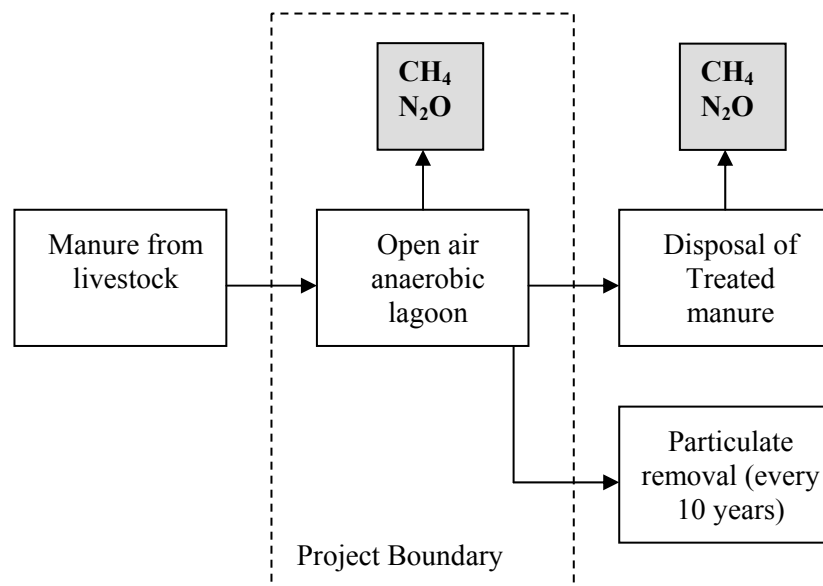 CH₄
N₂O
CH₄
N₂O
Manure from
livestock
Open air
anaerobic
lagoon
Disposal of
Treated
manure
Particulate
removal (every
10 years)
Project Boundary